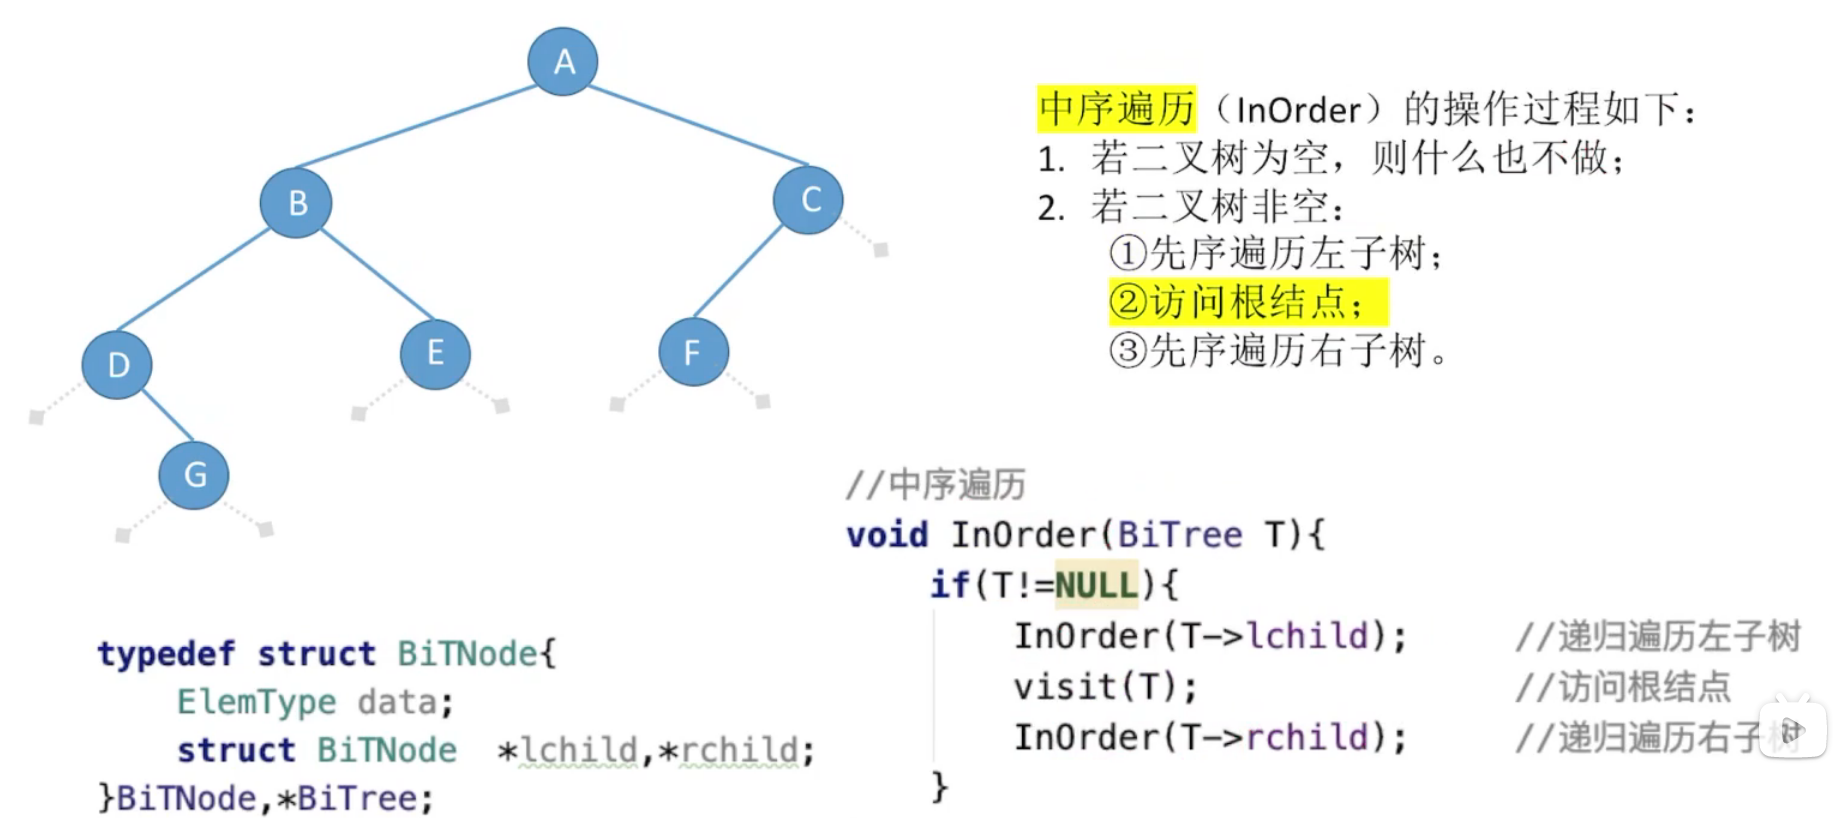 A
B
C
D
E
F
G
中序遍历（InOrder）的操作过程如下：
1. 若二叉树为空，则什么也不做；
2. 若二叉树非空：
①先序遍历左子树；
②访问根结点；
③先序遍历右子树。
//中序遍历
void InOrder(BiTree T){
if(T!=NULL){
InOrder(T->lchild); //递归遍历左子树
visit(T); //访问根结点
InOrder(T->rchild); //递归遍历右子树
}
typedef struct BiTNode{
ElemType data;
struct BiTNode *lchild,*rchild;
}BiTNode,*BiTree;